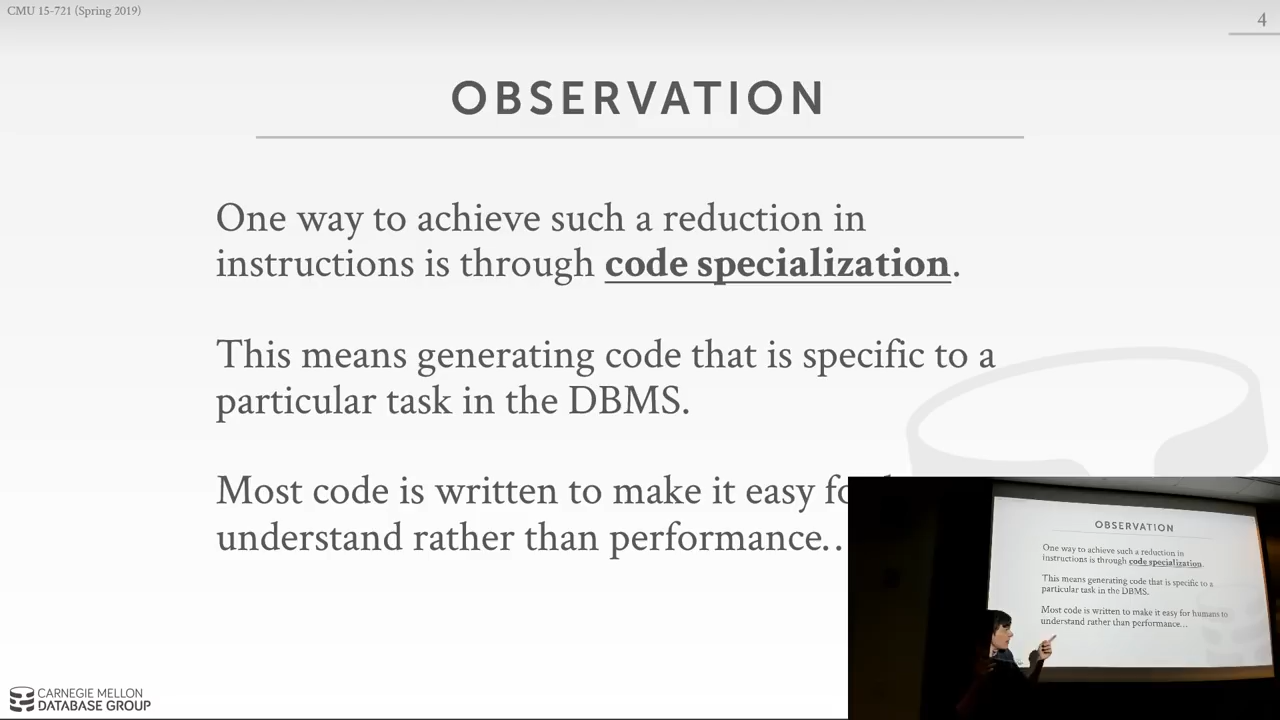 CMU 15-721 (Spring 2019)
4
OBSERVATION
One way to achieve such a reduction in
instructions is through code specialization.
This means generating code that is specific to a
particular task in the DBMS.
Most code is written to make it easy fo
understand rather than performance..
CARNEGIE MELLON
DATABASE GROUP
OBSERVATION
One way to achieve such a reduction in
instructions is through code specialization.
This means generating code that is specific to a
particular task in the DBMS.
Most code is written to make it easy for humans to
understand rather than performance...